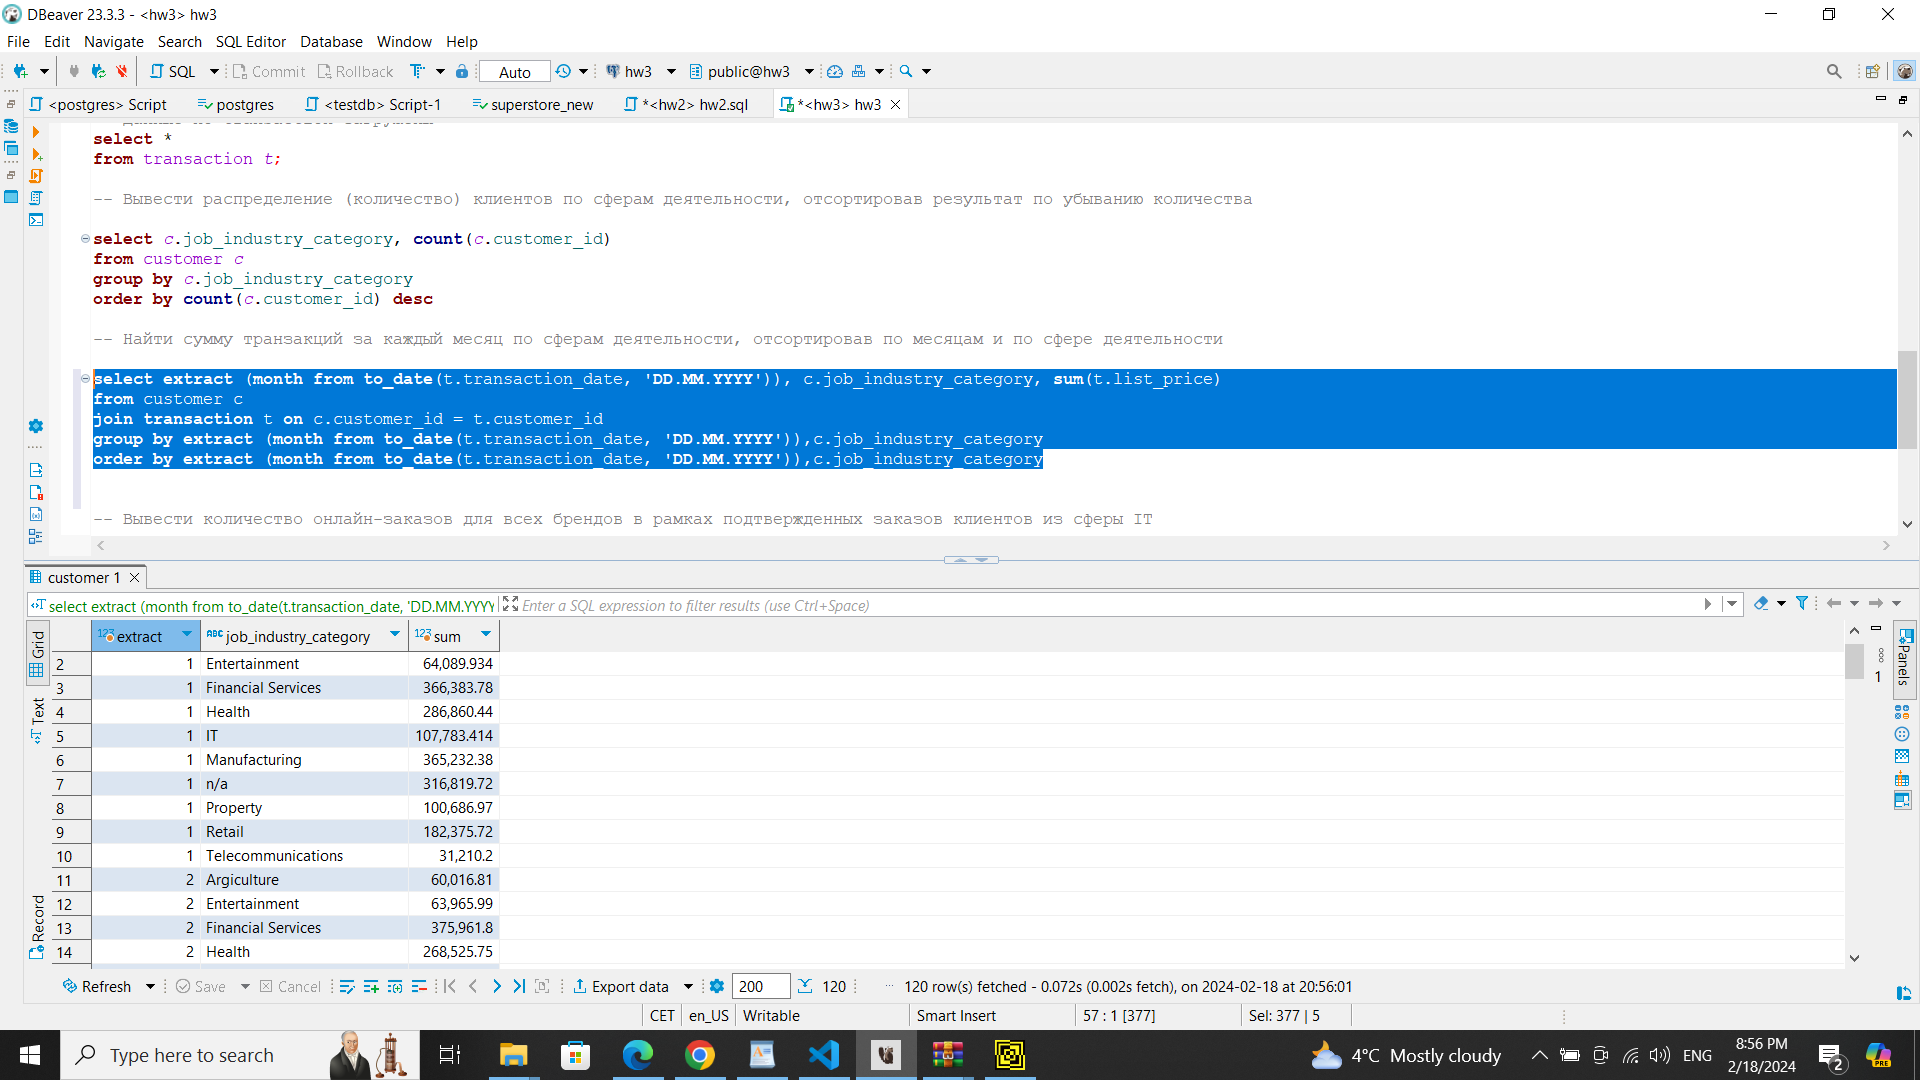 DBeaver 23.3.3 - <hw3> hw3
File Edit Navigate Search SQL Editor Database Window Help
SQL Commit Rollback Auto hw3 public@hw3
<postgres> Script postgres <testdb> Script-1 superstore_new *<hw2> hw2.sql *<hw3> hw3
select *
from transaction t;
-- Вывести распределение (количество) клиентов по сферам деятельности, отсортировав результат по убыванию количества
select c.job_industry_category, count(c.customer_id)
from customer c
group by c.job_industry_category
order by count(c.customer_id) desc
-- Найти сумму транзакций за каждый месяц по сферам деятельности, отсортировав по месяцам и по сфере деятельности
select extract (month from to_date(t.transaction_date, 'DD.MM.YYYY')), c.job_industry_category, sum(t.list_price)
from customer c
join transaction t on c.customer_id = t.customer_id
group by extract (month from to_date(t.transaction_date, 'DD.MM.YYYY')),c.job_industry_category
order by extract (month from to_date(t.transaction_date, 'DD.MM.YYYY')),c.job_industry_category
-- Вывести количество онлайн-заказов для всех брендов в рамках подтвержденных заказов клиентов из сферы IT
customer 1
select extract (month from to_date(t.transaction_date, 'DD.MM.YYYY Enter a SQL expression to filter results (use Ctrl+Space)
Grid
Text
Record
Panels
1
123 extract ABC job_industry_category 123 sum
2 1 Entertainment 64,089.934
3 1 Financial Services 366,383.78
4 1 Health 286,860.44
5 1 IT 107,783.414
6 1 Manufacturing 365,232.38
7 1 n/a 316,819.72
8 1 Property 100,686.97
9 1 Retail 182,375.72
10 1 Telecommunications 31,210.2
11 2 Argiculture 60,016.81
12 2 Entertainment 63,965.99
13 2 Financial Services 375,961.8
14 2 Health 268,525.75
Refresh Save Cancel Export data 200 120 120 row(s) fetched - 0.072s (0.002s fetch), on 2024-02-18 at 20:56:01
CET en_US Writable Smart Insert 57 : 1 [377] Sel: 377 | 5
Type here to search 4°C Mostly cloudy ENG 8:56 PM
2/18/2024
2
PRE